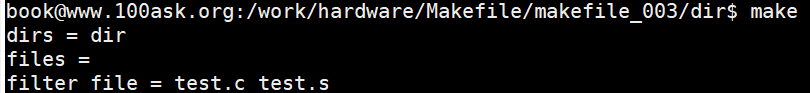 book@www.100ask.org:/work/hardware/Makefile/makefile_003/dir$ make
dirs = dir
files =
filter file = test.c test.s